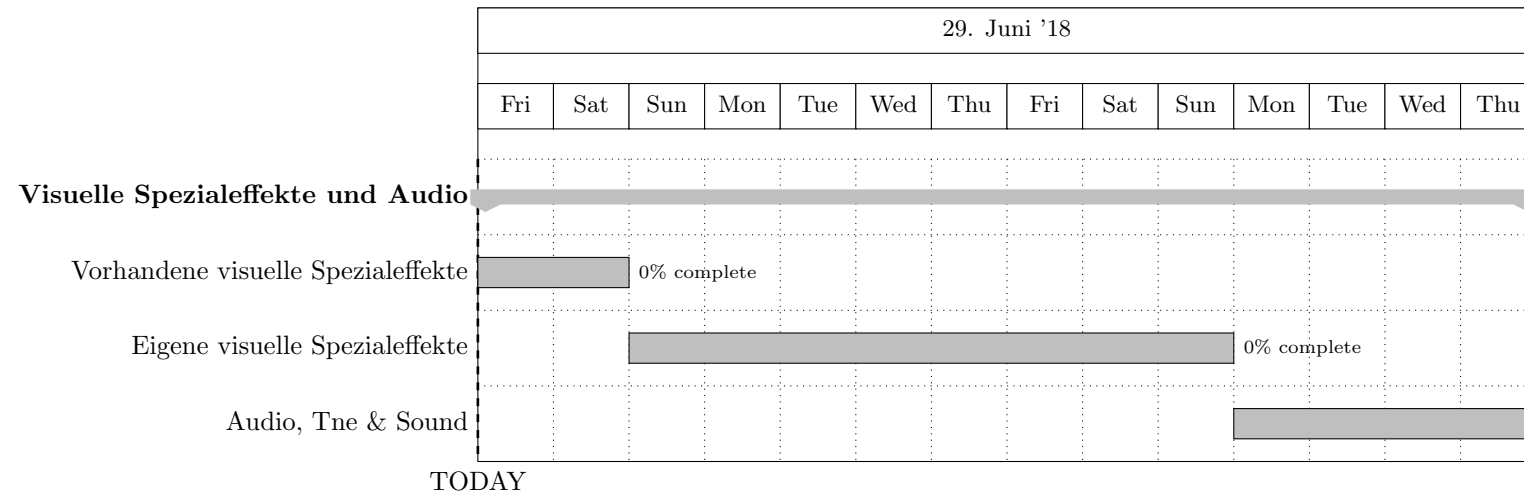 29. Juni ’18
Fri Sat Sun Mon Tue Wed Thu Fri Sat Sun Mon Tue Wed Thu
Visuelle Spezialeffekte und Audio
Vorhandene visuelle Spezialeffekte 0% complete
Eigene visuelle Spezialeffekte 0% complete
Audio, Tne & Sound
TODAY